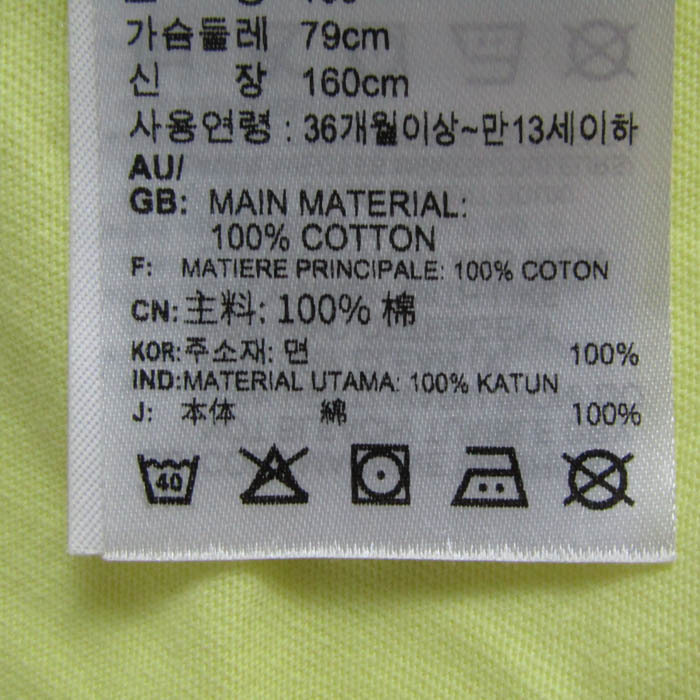 가슴둘레 79cm
신 장 160cm
사용연령 : 36개월이상~만13세이하
AU/
GB: MAIN MATERIAL:
100% COTTON
F: MATIERE PRINCIPALE: 100% COTON
CN: 主料: 100% 棉
KOR: 주소재: 면 100%
IND: MATERIAL UTAMA: 100% KATUN
J: 本体 綿 100%
40